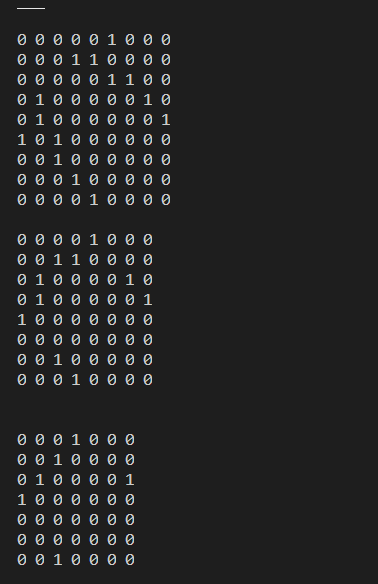 0 0 0 0 0 1 0 0 0
0 0 0 1 1 0 0 0 0
0 0 0 0 0 1 1 0 0
0 1 0 0 0 0 0 1 0
0 1 0 0 0 0 0 0 1
1 0 1 0 0 0 0 0 0
0 0 1 0 0 0 0 0 0
0 0 0 1 0 0 0 0 0
0 0 0 0 1 0 0 0 0
0 0 0 0 1 0 0 0
0 0 1 1 0 0 0 0
0 1 0 0 0 0 1 0
0 1 0 0 0 0 0 1
1 0 0 0 0 0 0 0
0 0 0 0 0 0 0 0
0 0 1 0 0 0 0 0
0 0 0 1 0 0 0 0
0 0 0 1 0 0 0
0 0 1 0 0 0 0
0 1 0 0 0 0 1
1 0 0 0 0 0 0
0 0 0 0 0 0 0
0 0 0 0 0 0 0
0 0 1 0 0 0 0